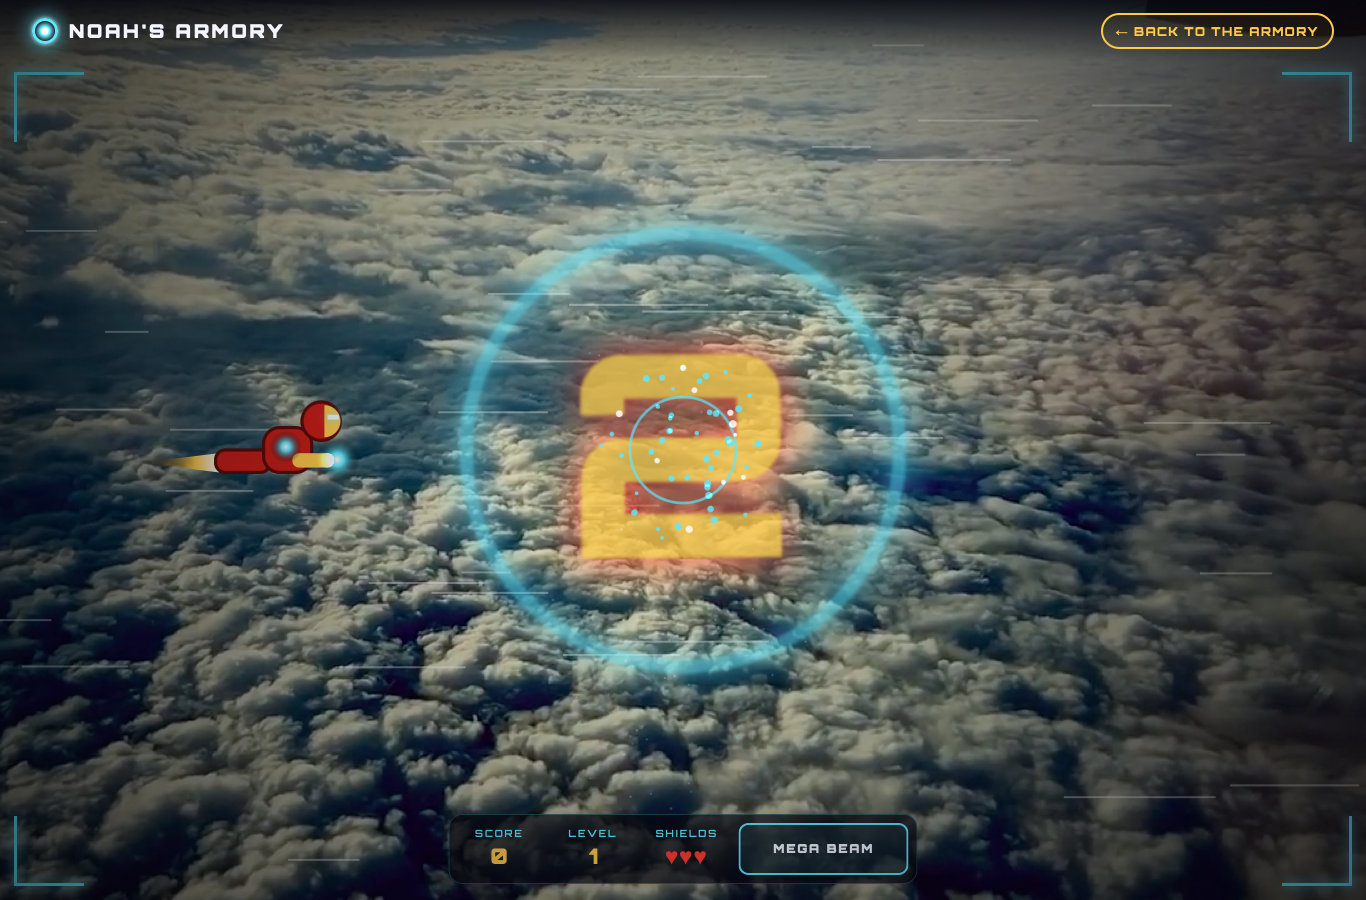 NOAH'S ARMORY
← BACK TO THE ARMORY
2
SCORE
0
LEVEL
1
SHIELDS
♥♥♥
MEGA BEAM